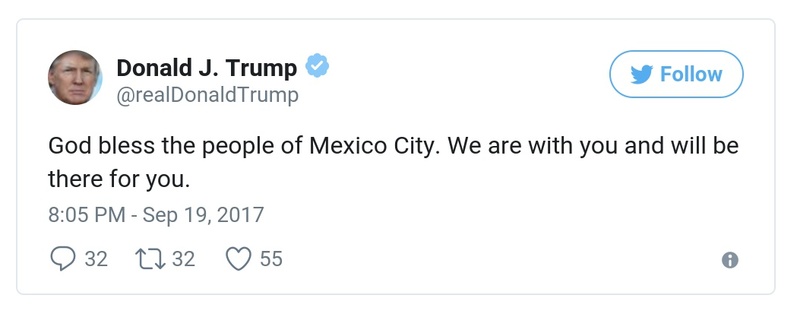 Donald J. Trump
Follow
@realDonaldTrump
God bless the people of Mexico City. We are with you and will be
there for you.
8:05 PM - Sep 19, 2017
32 32 55